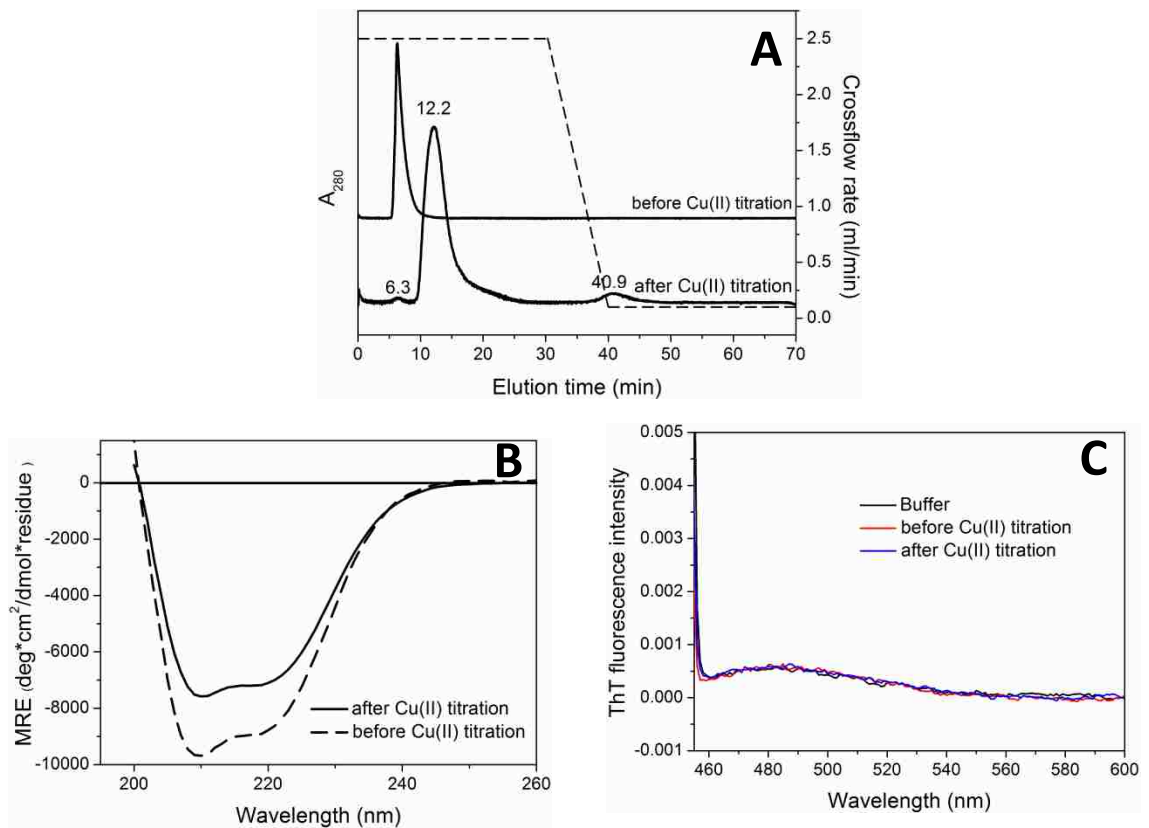 A
2.5
2.0
1.5
1.0
0.5
0.0
Crossflow rate (ml/min)
A280
12.2
before Cu(II) titration
6.3
40.9
after Cu(II) titration
0 10 20 30 40 50 60 70
Elution time (min)
B
0
-2000
-4000
-6000
-8000
-10000
MRE (deg*cm²/dmol*residue )
after Cu(II) titration
before Cu(II) titration
200 220 240 260
Wavelength (nm)
C
0.005
0.004
0.003
0.002
0.001
0.000
-0.001
ThT fluorescence intensity
Buffer
before Cu(II) titration
after Cu(II) titration
460 480 500 520 540 560 580 600
Wavelength (nm)